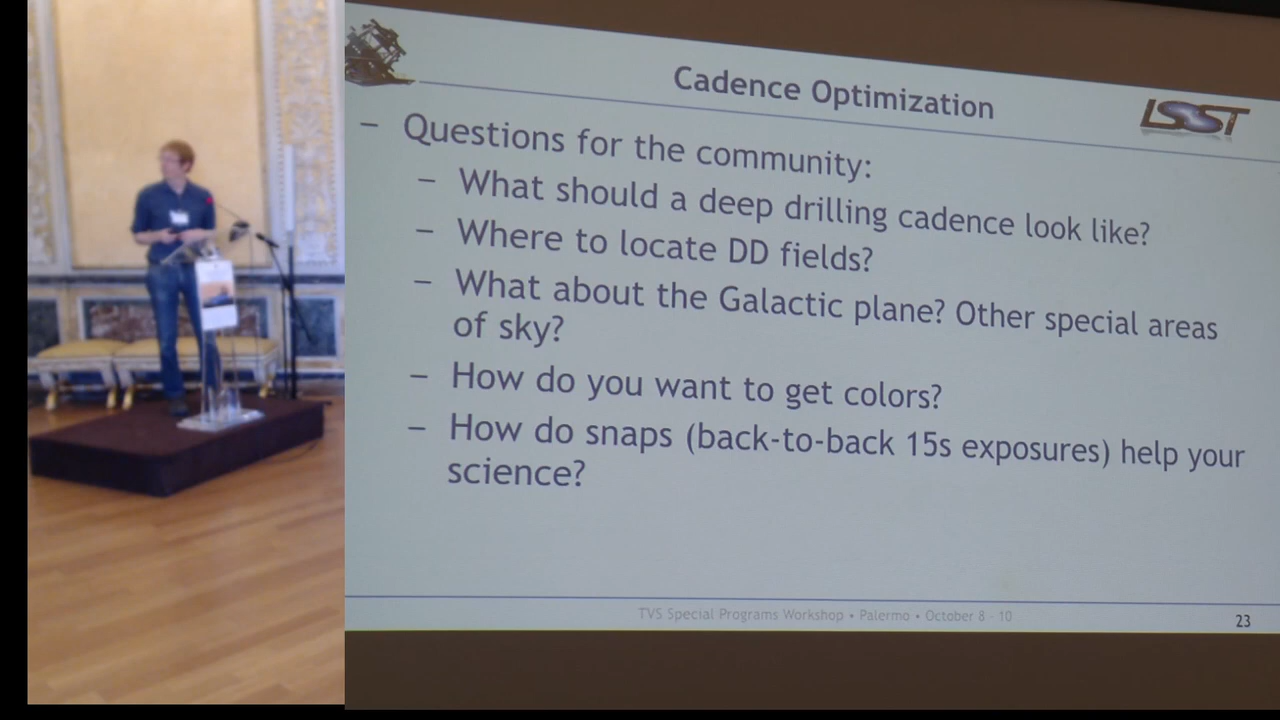 Cadence Optimization
LSST
– Questions for the community:
– What should a deep drilling cadence look like?
– Where to locate DD fields?
– What about the Galactic plane? Other special areas
of sky?
– How do you want to get colors?
– How do snaps (back-to-back 15s exposures) help your
science?
TVS Special Programs Workshop • Palermo • October 8 - 10
23